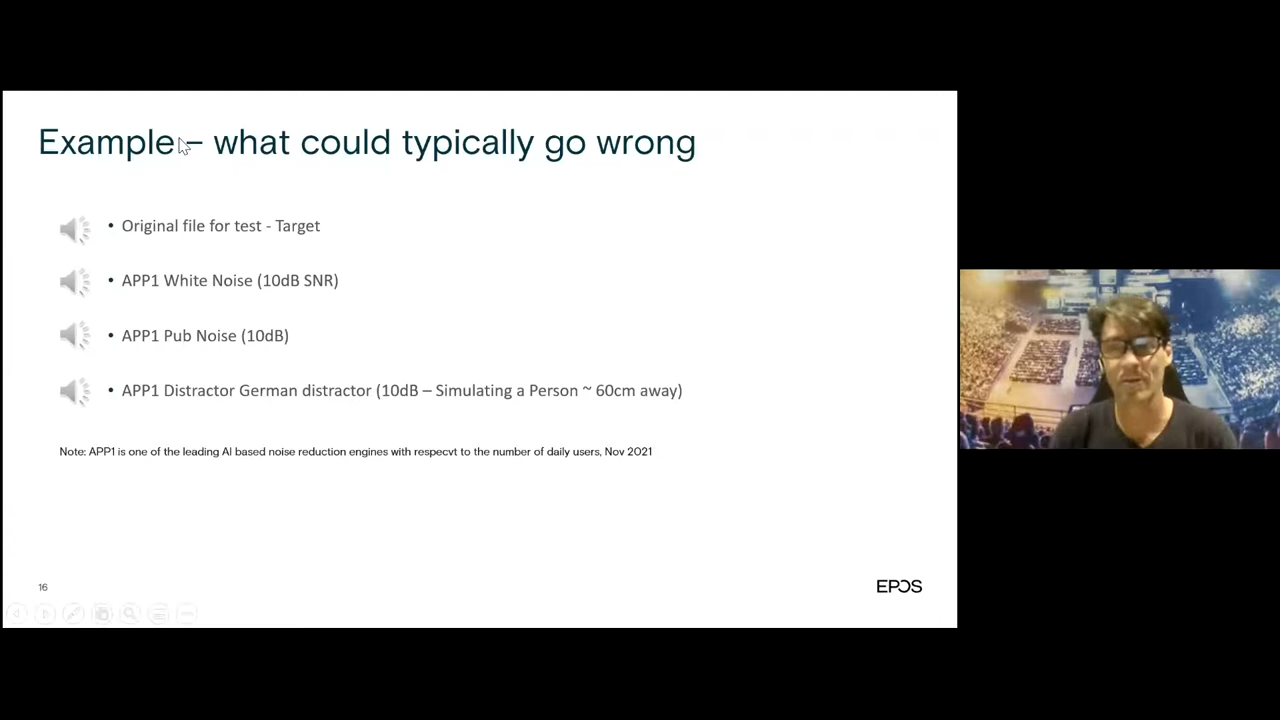 Example – what could typically go wrong
• Original file for test - Target
• APP1 White Noise (10dB SNR)
• APP1 Pub Noise (10dB)
• APP1 Distractor German distractor (10dB – Simulating a Person ~ 60cm away)
Note: APP1 is one of the leading AI based noise reduction engines with respecvt to the number of daily users, Nov 2021
16
EPOS